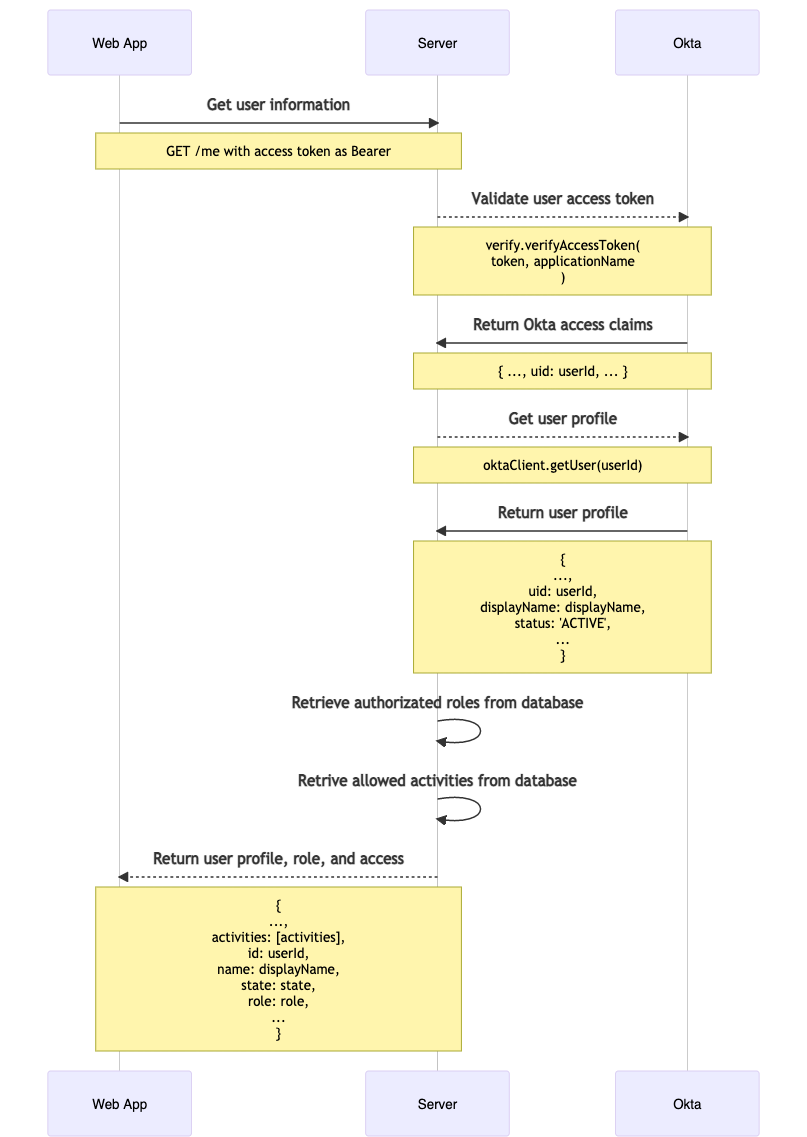 Web App
Server
Okta
Get user information
GET /me with access token as Bearer
Validate user access token
verify.verifyAccessToken(
token, applicationName
)
Return Okta access claims
{ ..., uid: userId, ... }
Get user profile
oktaClient.getUser(userId)
Return user profile
{
...,
uid: userId,
displayName: displayName,
status: 'ACTIVE',
...
}
Retrieve authorizated roles from database
Retrive allowed activities from database
Return user profile, role, and access
{
...,
activities: [activities],
id: userId,
name: displayName,
state: state,
role: role,
...
}
Web App
Server
Okta